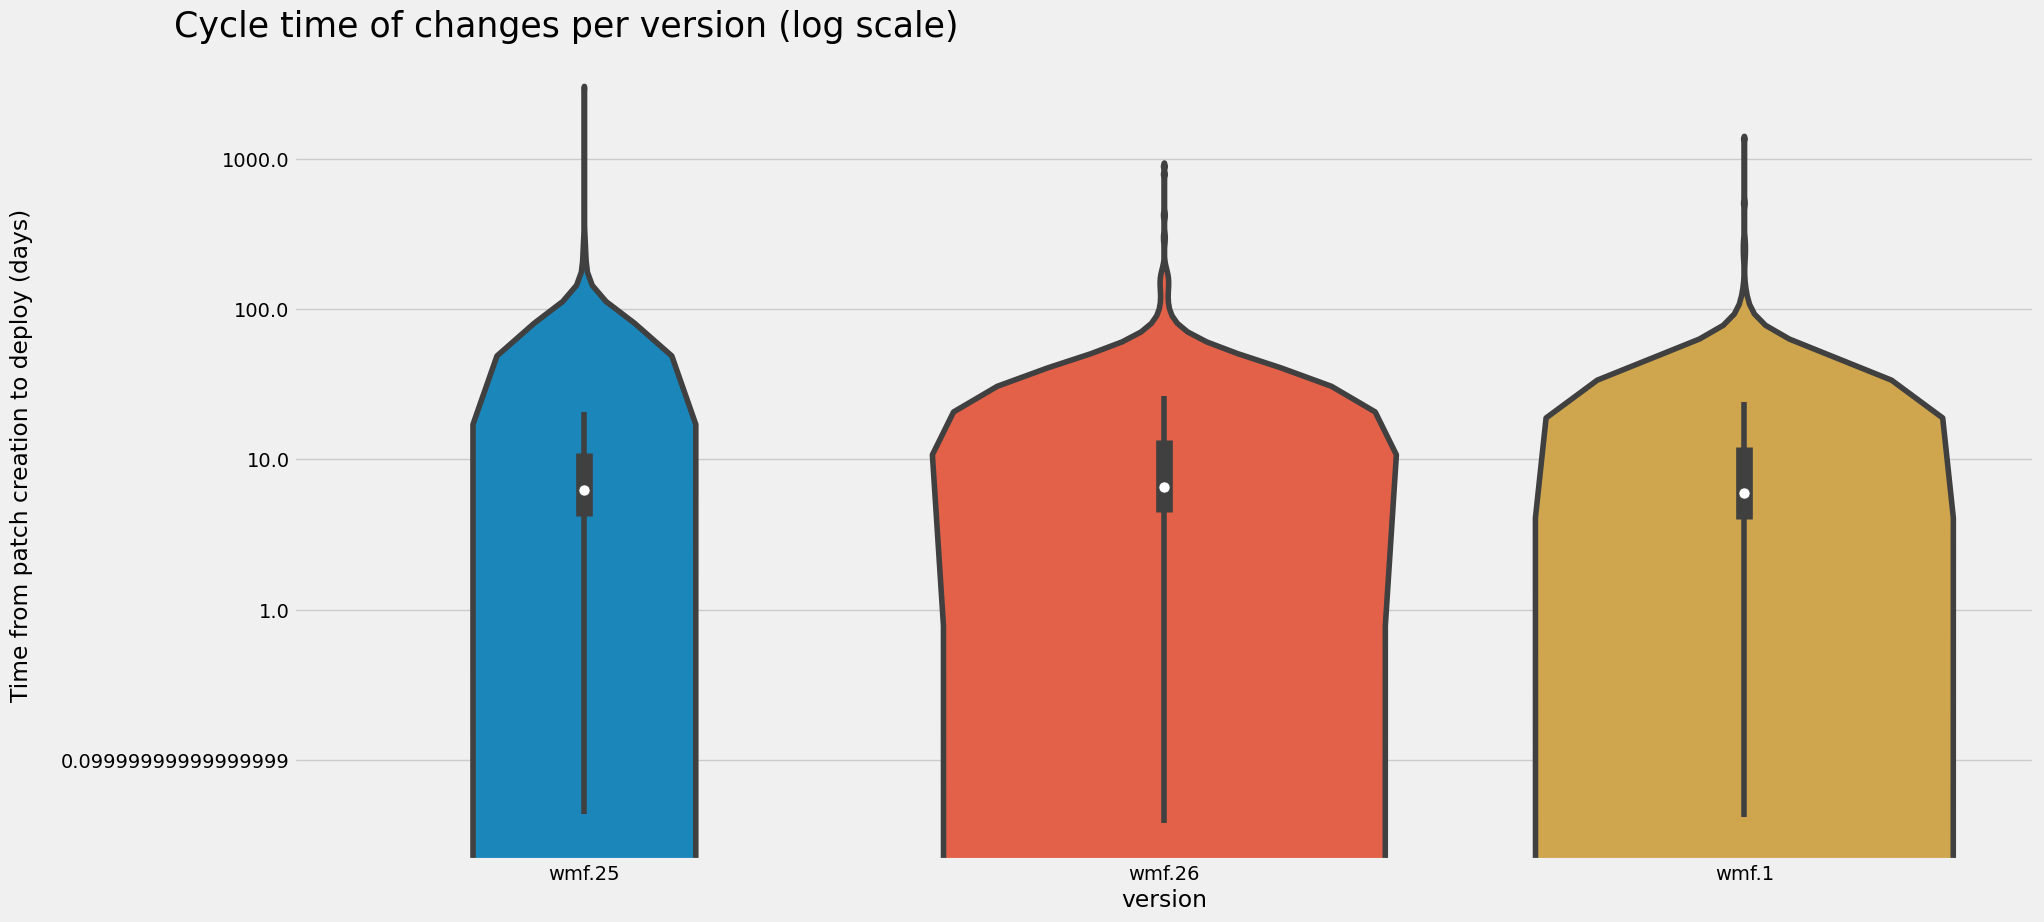 Cycle time of changes per version (log scale)
Time from patch creation to deploy (days)
1000.0
100.0
10.0
1.0
0.09999999999999999
wmf.25 wmf.26 wmf.1
version